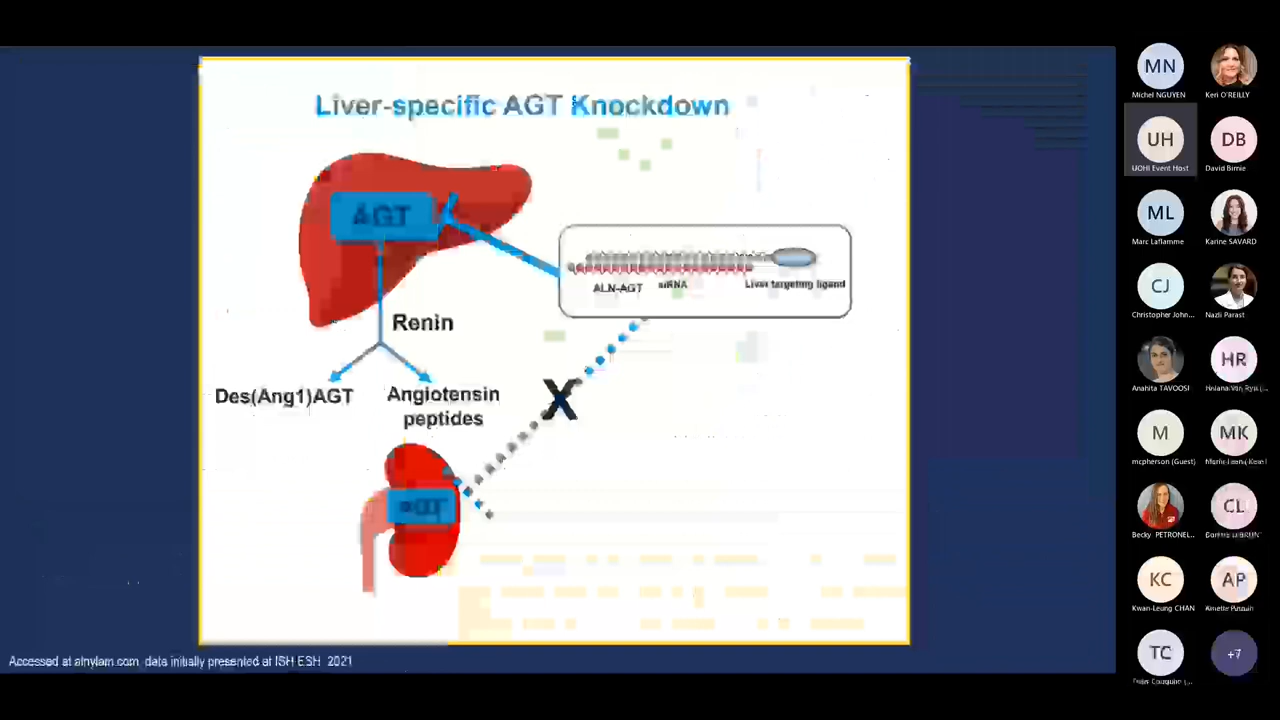 Liver-specific AGT Knockdown
AGT
ALN-AGT siRNA Liver targeting ligand
Renin
Des(Ang1)AGT
Angiotensin
peptides
X
Accessed at alnylam.com data initially presented at ISH ESH 2021
MN
Michel NGUYEN
Keri O'REILLY
UH
UOHI Event Host
DB
David Birnie
ML
Marc Laflamme
Karine SAVARD
CJ
Christopher John...
Nazli Parast
Anahita TAVOOSI
HR
M
mcpherson (Guest)
MK
Becky PETRONEL...
CL
KC
Kwan-Leung CHAN
AP
TC
+7